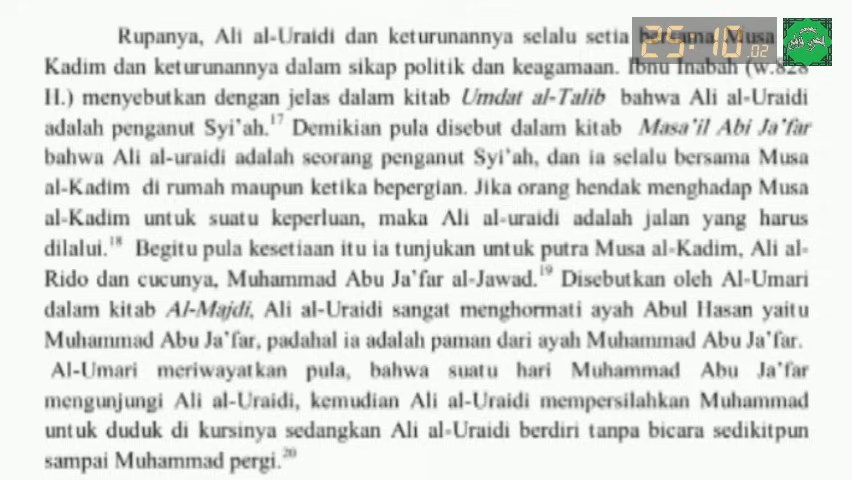 Rupanya, Ali al-Uraidi dan keturunannya selalu setia bersama Musa
Kadim dan keturunannya dalam sikap politik dan keagamaan. Ibnu Inabah (w.828
H.) menyebutkan dengan jelas dalam kitab Umdat al-Talib bahwa Ali al-Uraidi
adalah penganut Syi'ah.17 Demikian pula disebut dalam kitab Masa'il Abi Ja'far
bahwa Ali al-uraidi adalah seorang penganut Syi'ah, dan ia selalu bersama Musa
al-Kadim di rumah maupun ketika bepergian. Jika orang hendak menghadap Musa
al-Kadim untuk suatu keperluan, maka Ali al-uraidi adalah jalan yang harus
dilalui.18 Begitu pula kesetiaan itu ia tunjukan untuk putra Musa al-Kadim, Ali al-
Rido dan cucunya, Muhammad Abu Ja'far al-Jawad.19 Disebutkan oleh Al-Umari
dalam kitab Al-Majdi, Ali al-Uraidi sangat menghormati ayah Abul Hasan yaitu
Muhammad Abu Ja'far, padahal ia adalah paman dari ayah Muhammad Abu Ja'far.
Al-Umari meriwayatkan pula, bahwa suatu hari Muhammad Abu Ja'far
mengunjungi Ali al-Uraidi, kemudian Ali al-Uraidi mempersilahkan Muhammad
untuk duduk di kursinya sedangkan Ali al-Uraidi berdiri tanpa bicara sedikitpun
sampai Muhammad pergi.20
25:10.02